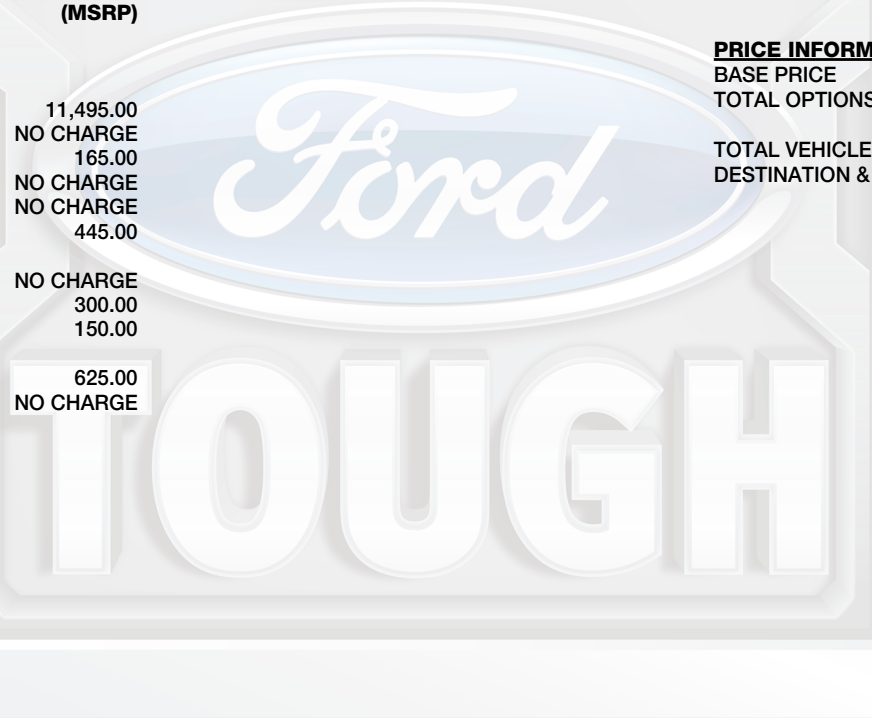 (MSRP)
11,495.00
NO CHARGE
165.00
NO CHARGE
NO CHARGE
445.00
NO CHARGE
300.00
150.00
625.00
NO CHARGE
PRICE INFORM
BASE PRICE
TOTAL OPTIONS
TOTAL VEHICLE
DESTINATION &
Ford
TOUGH